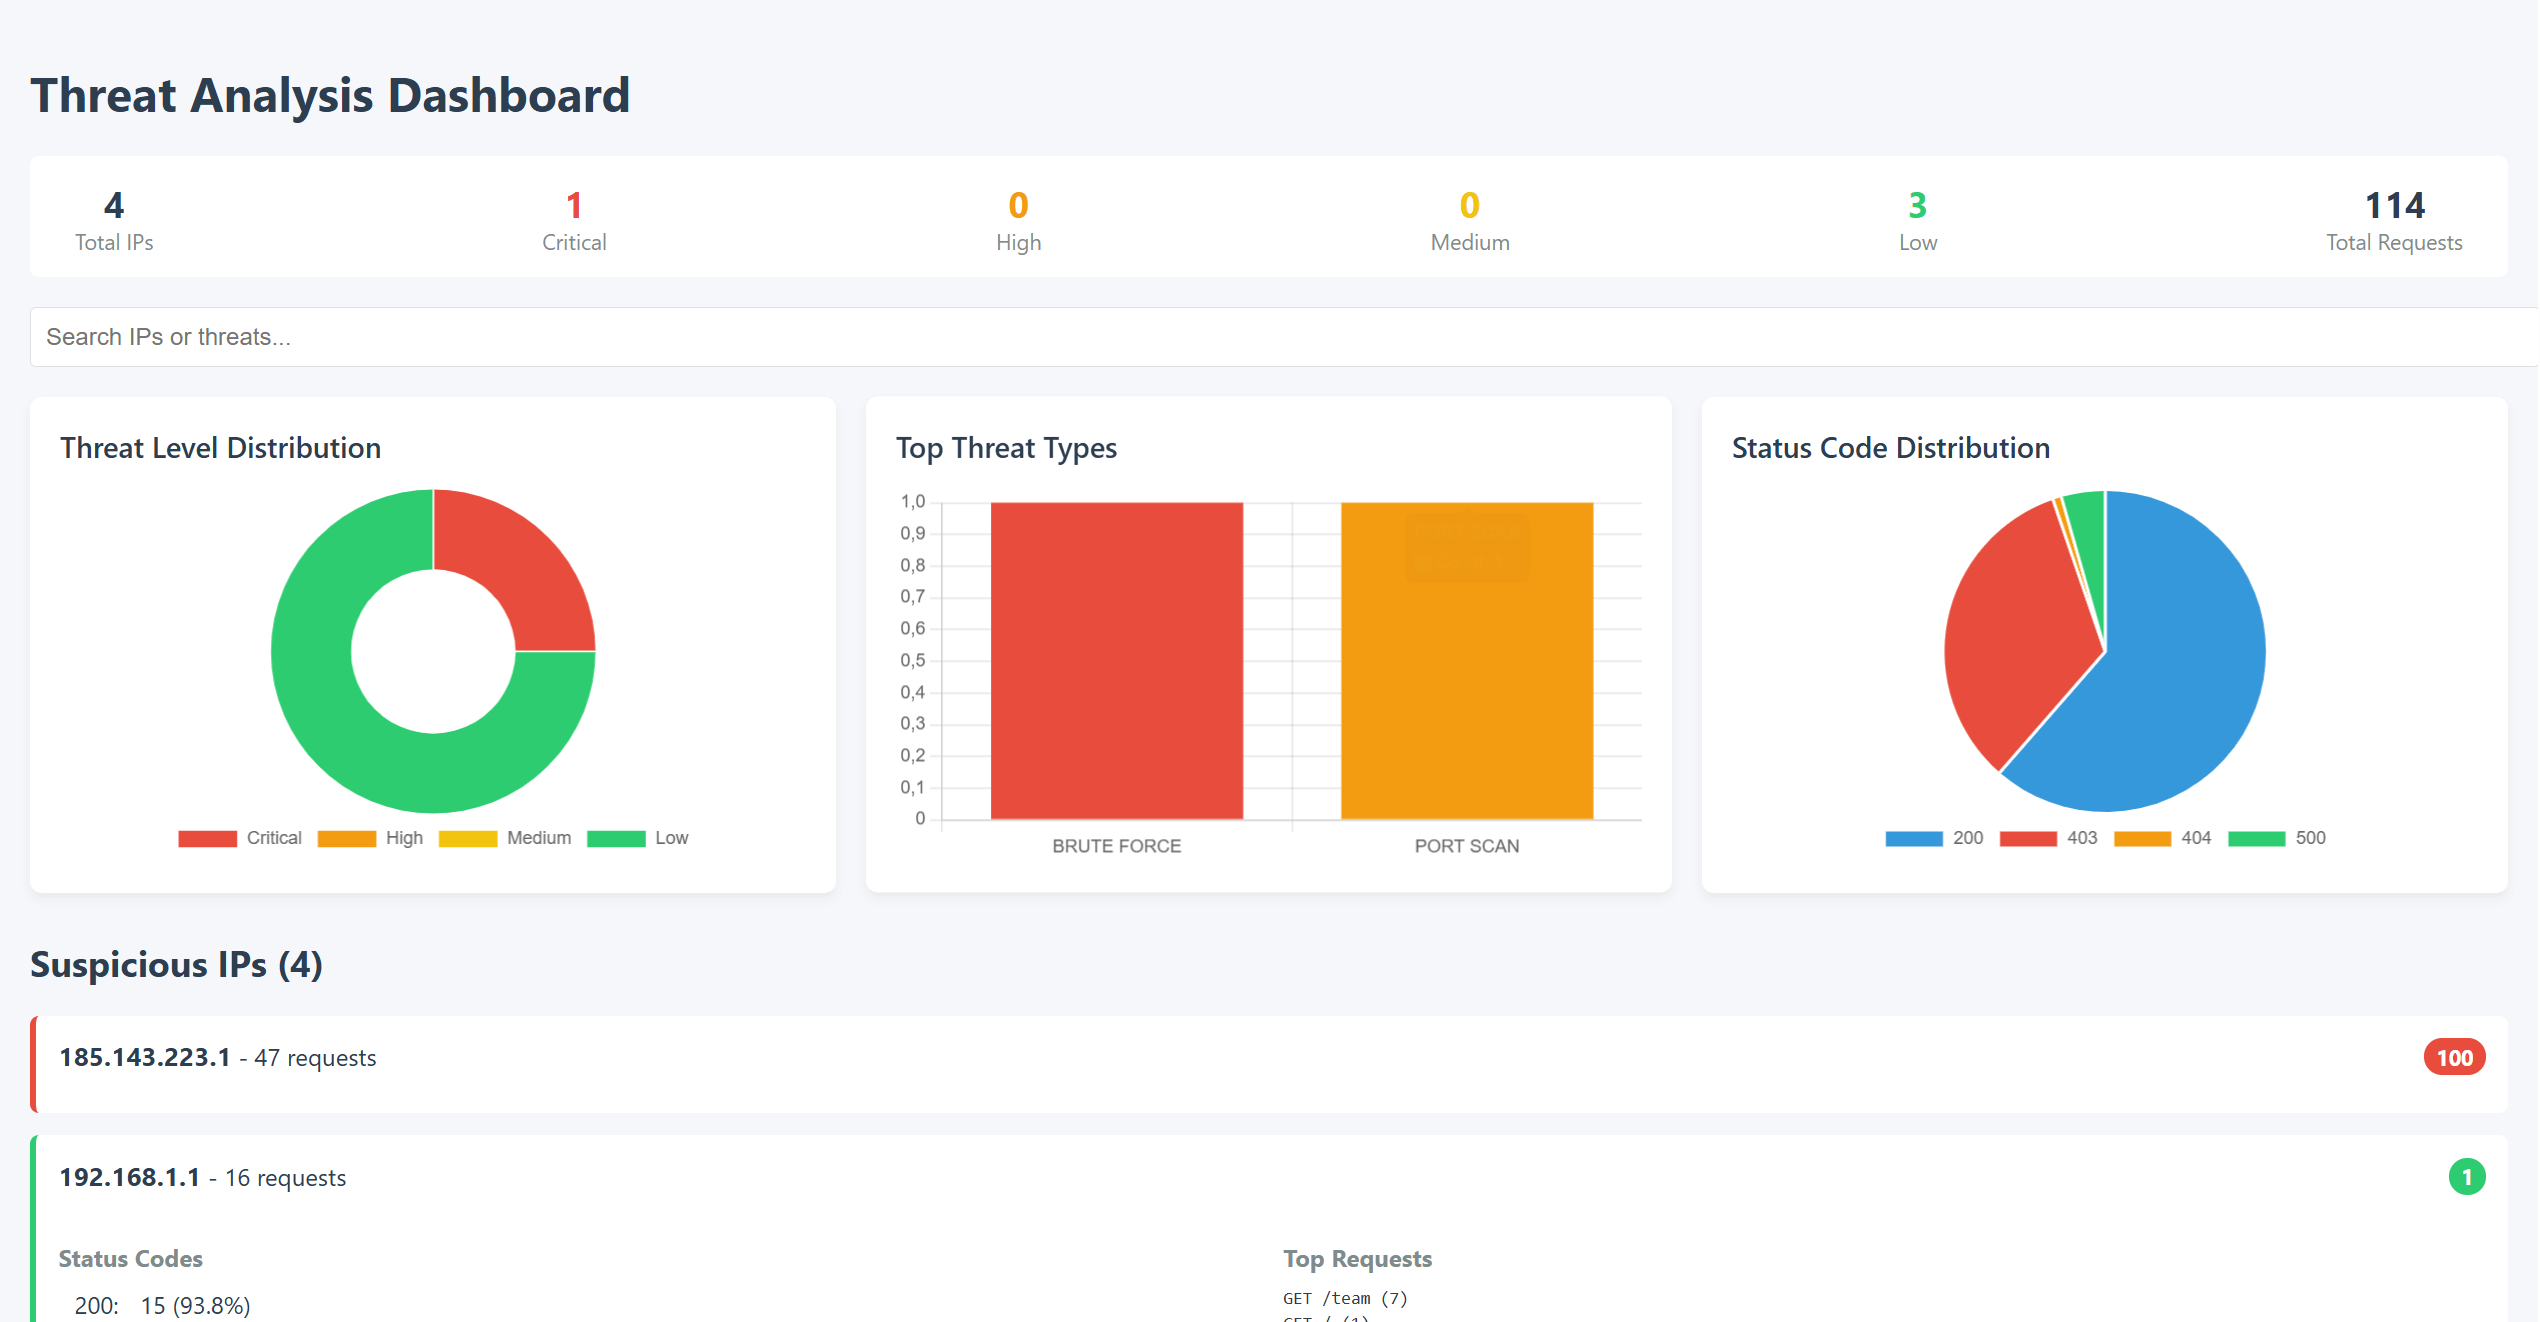 Threat Analysis Dashboard
4
Total IPs
1
Critical
0
High
0
Medium
3
Low
114
Total Requests
Search IPs or threats...
Threat Level Distribution
Critical High Medium Low
Top Threat Types
1,0
0,9
0,8
0,7
0,6
0,5
0,4
0,3
0,2
0,1
0
BRUTE FORCE PORT SCAN
Status Code Distribution
200 403 404 500
Suspicious IPs (4)
185.143.223.1 - 47 requests
100
192.168.1.1 - 16 requests
1
Status Codes
200: 15 (93.8%)
Top Requests
GET /team (7)
GET / (1)